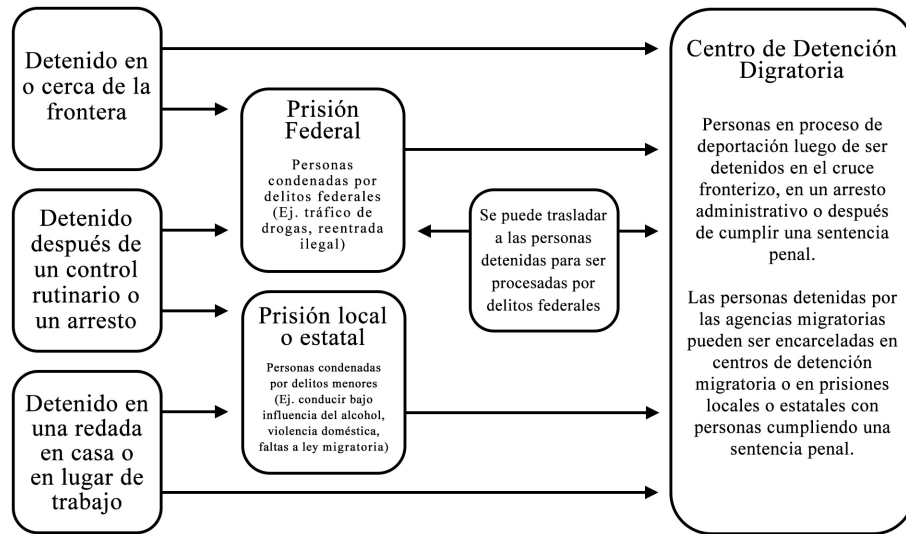 Detenido en
o cerca de la
frontera
Detenido
después de
un control
rutinario o
un arresto
Detenido en
una redada
en casa o
en lugar de
trabajo
Prisión
Federal
Personas
condenadas por
delitos federales
(Ej. tráfico de
drogas, reentrada
ilegal)
Prisión local
o estatal
Personas condenadas
por delitos menores
(Ej. conducir bajo
influencia del alcohol,
violencia doméstica,
faltas a ley migratoria)
Se puede trasladar
a las personas
detenidas para ser
procesadas por
delitos federales
Centro de Detención
Digratoria
Personas en proceso de
deportación luego de ser
detenidos en el cruce
fronterizo, en un arresto
administrativo o después
de cumplir una sentencia
penal.
Las personas detenidas por
las agencias migratorias
pueden ser encarceladas en
centros de detención
migratoria o en prisiones
locales o estatales con
personas cumpliendo una
sentencia penal.